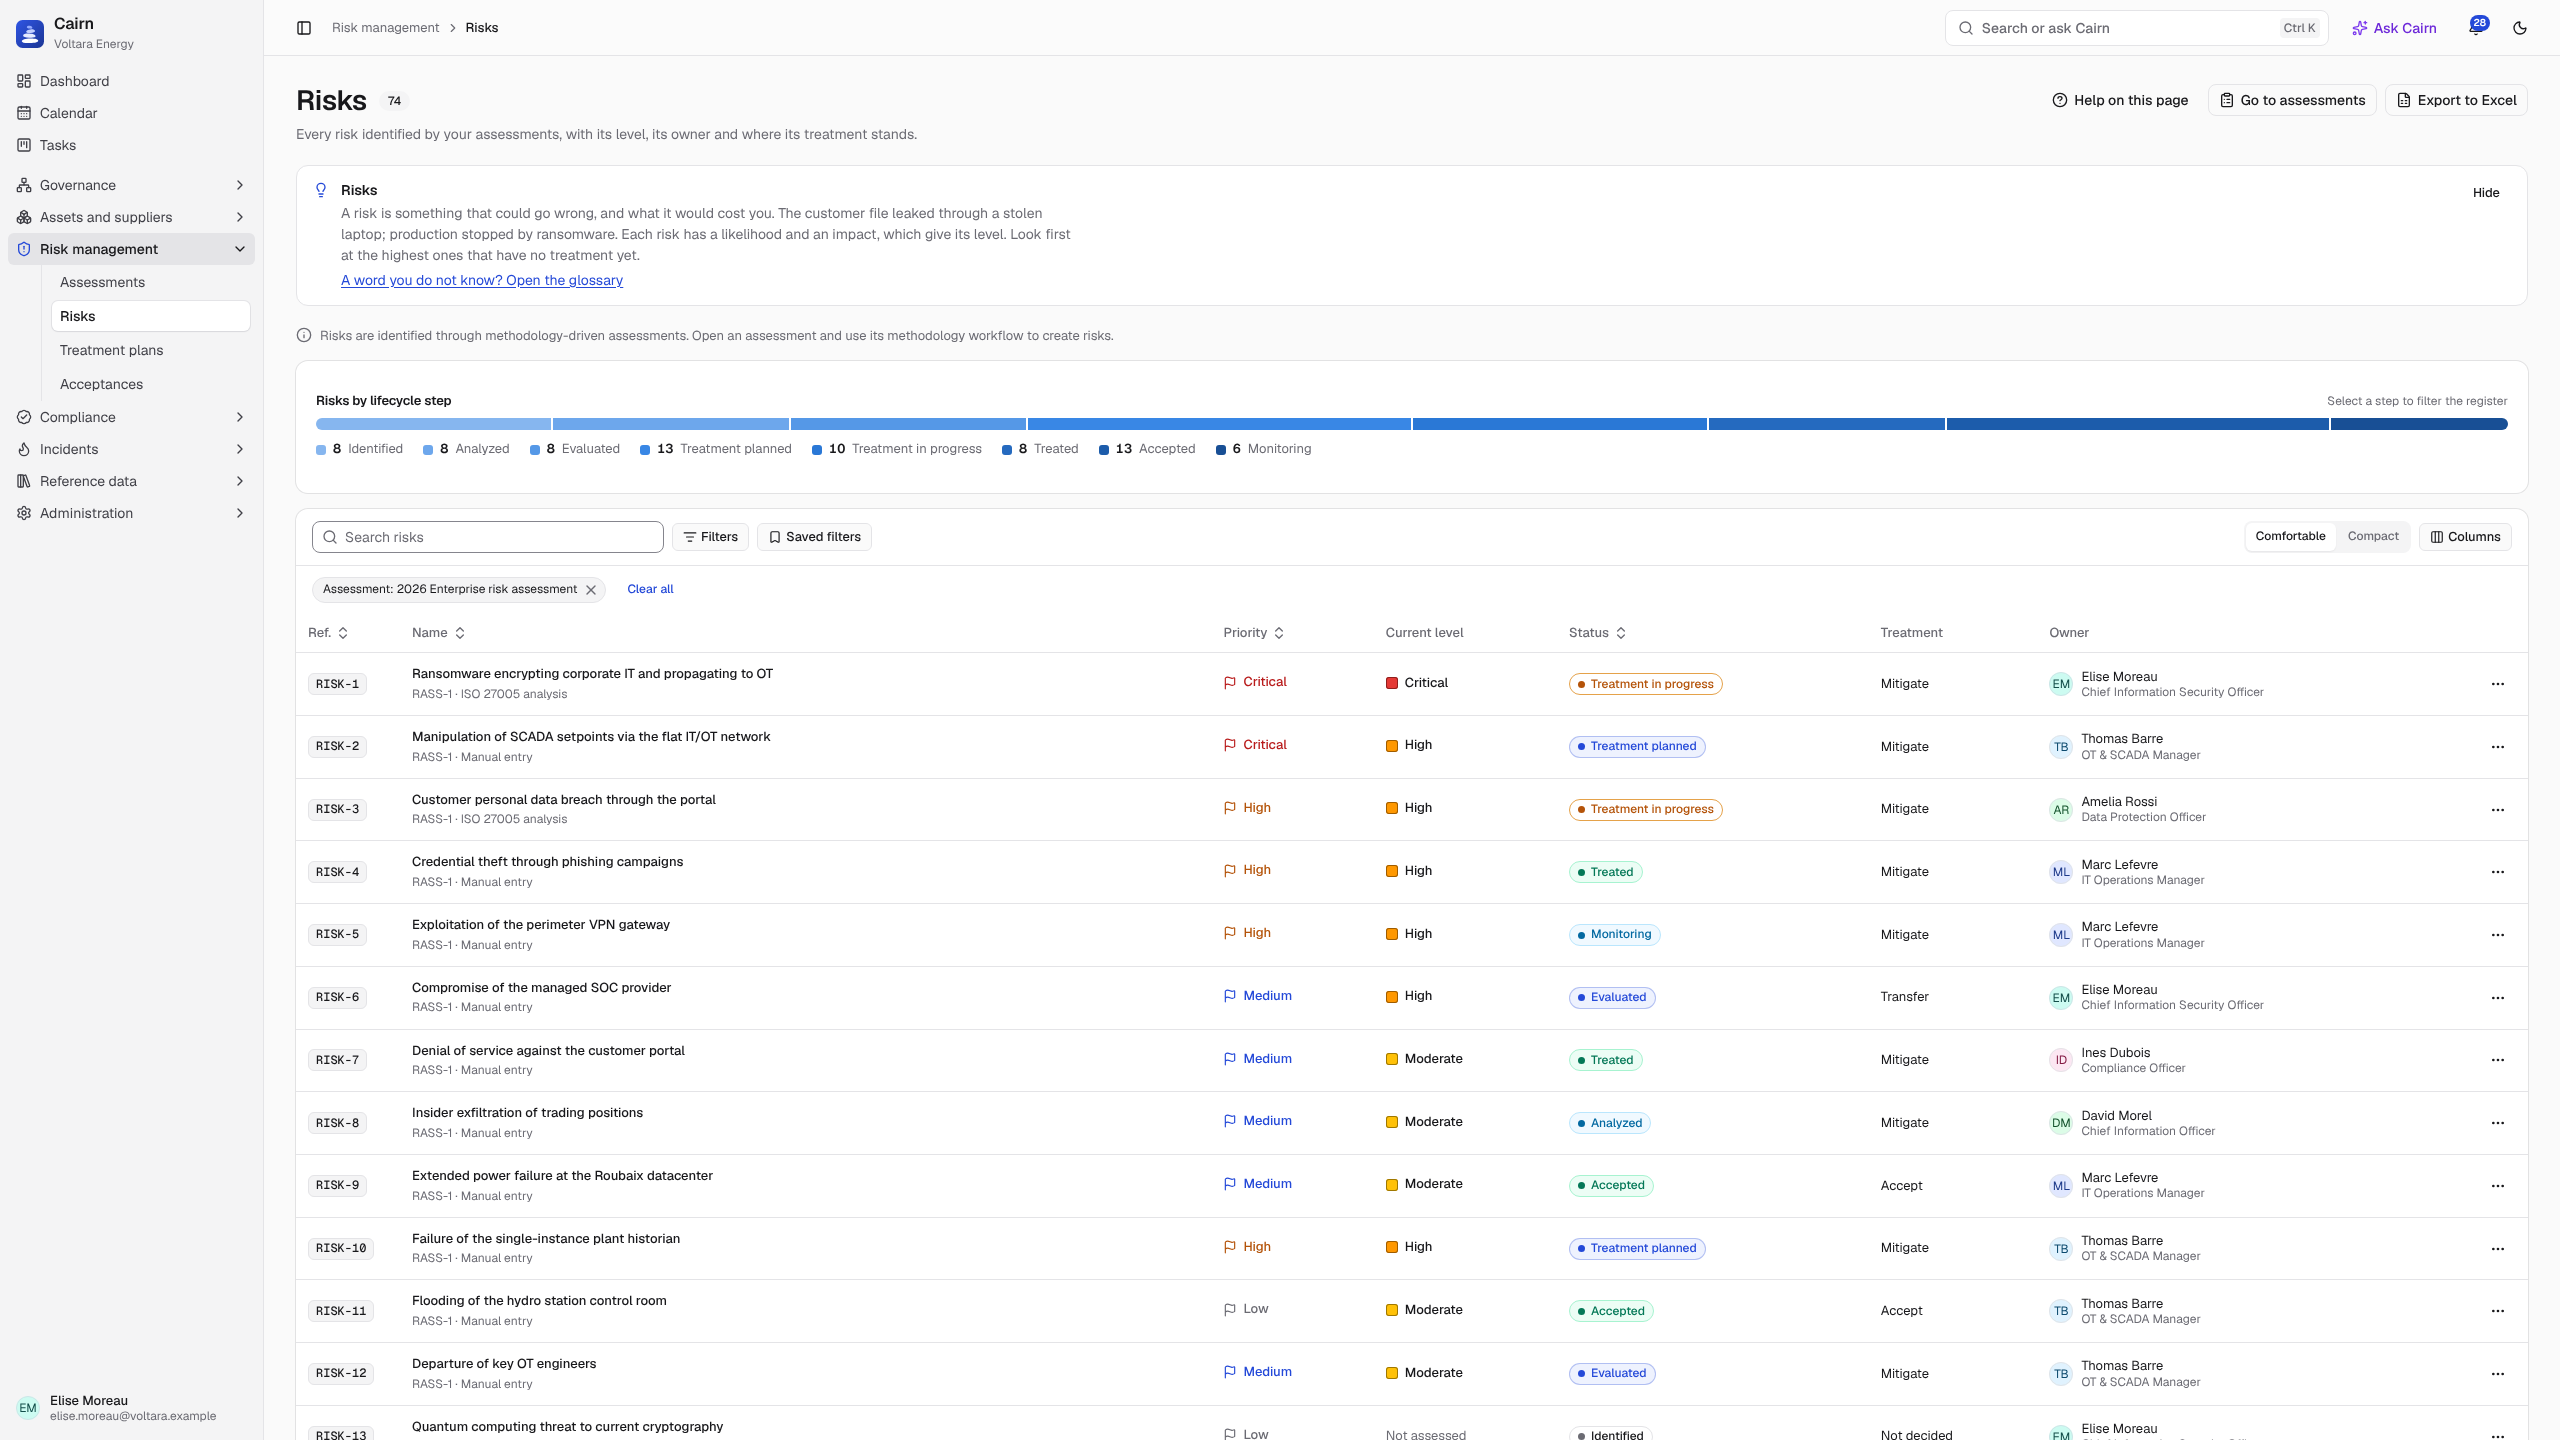 Cairn
Voltara Energy
Dashboard
Calendar
Tasks
Governance
Assets and suppliers
Risk management
Assessments
Risks
Treatment plans
Acceptances
Compliance
Incidents
Reference data
Administration
Elise Moreau
EM
elise.moreau@voltara.example
Risk management > Risks
Search or ask Cairn Ctrl K
Ask Cairn
28
Risks 74
Every risk identified by your assessments, with its level, its owner and where its treatment stands.
Help on this page
Go to assessments
Export to Excel
Risks
Hide
A risk is something that could go wrong, and what it would cost you. The customer file leaked through a stolen
laptop; production stopped by ransomware. Each risk has a likelihood and an impact, which give its level. Look first
at the highest ones that have no treatment yet.
A word you do not know? Open the glossary
Risks are identified through methodology-driven assessments. Open an assessment and use its methodology workflow to create risks.
Risks by lifecycle step
Select a step to filter the register
8 Identified 8 Analyzed 8 Evaluated 13 Treatment planned 10 Treatment in progress 8 Treated 13 Accepted 6 Monitoring
Search risks
Filters
Saved filters
Comfortable Compact
Columns
Assessment: 2026 Enterprise risk assessment
Clear all
Ref. Name Priority Current level Status Treatment Owner
RISK-1 Ransomware encrypting corporate IT and propagating to OT Critical Critical Treatment in progress Mitigate EM Elise Moreau
RASS-1 · ISO 27005 analysis Chief Information Security Officer
RISK-2 Manipulation of SCADA setpoints via the flat IT/OT network Critical High Treatment planned Mitigate TB Thomas Barre
RASS-1 · Manual entry OT & SCADA Manager
RISK-3 Customer personal data breach through the portal High High Treatment in progress Mitigate AR Amelia Rossi
RASS-1 · ISO 27005 analysis Data Protection Officer
RISK-4 Credential theft through phishing campaigns High High Treated Mitigate ML Marc Lefevre
RASS-1 · Manual entry IT Operations Manager
RISK-5 Exploitation of the perimeter VPN gateway High High Monitoring Mitigate ML Marc Lefevre
RASS-1 · Manual entry IT Operations Manager
RISK-6 Compromise of the managed SOC provider Medium High Evaluated Transfer EM Elise Moreau
RASS-1 · Manual entry Chief Information Security Officer
RISK-7 Denial of service against the customer portal Medium Moderate Treated Mitigate ID Ines Dubois
RASS-1 · Manual entry Compliance Officer
RISK-8 Insider exfiltration of trading positions Medium Moderate Analyzed Mitigate DM David Morel
RASS-1 · Manual entry Chief Information Officer
RISK-9 Extended power failure at the Roubaix datacenter Medium Moderate Accepted Accept ML Marc Lefevre
RASS-1 · Manual entry IT Operations Manager
RISK-10 Failure of the single-instance plant historian High High Treatment planned Mitigate TB Thomas Barre
RASS-1 · Manual entry OT & SCADA Manager
RISK-11 Flooding of the hydro station control room Low Moderate Accepted Accept TB Thomas Barre
RASS-1 · Manual entry OT & SCADA Manager
RISK-12 Departure of key OT engineers Medium Moderate Evaluated Mitigate TB Thomas Barre
RASS-1 · Manual entry OT & SCADA Manager
RISK-13 Quantum computing threat to current cryptography Low Not assessed Identified Not decided EM Elise Moreau